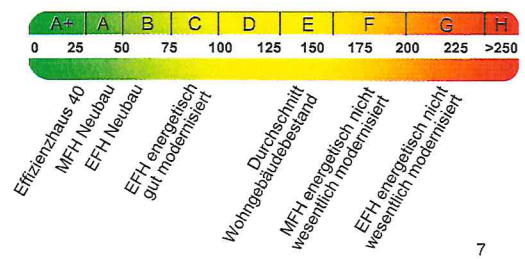 A+ A B C D E F G H
0 25 50 75 100 125 150 175 200 225 >250
Effizienzhaus 40
MFH Neubau
EFH Neubau
EFH energetisch
gut modernisiert
Durchschnitt
Wohngebäudebestand
MFH energetisch nicht
wesentlich modernisiert
EFH energetisch nicht
wesentlich modernisiert
7